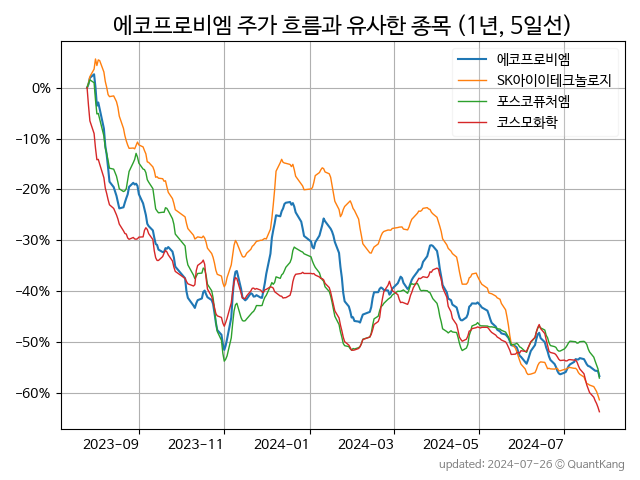 에코프로비엠 주가 흐름과 유사한 종목 (1년, 5일선)
에코프로비엠
SK아이이테크놀로지
포스코퓨처엠
코스모화학
0%
−10%
−20%
−30%
−40%
−50%
−60%
2023−09 2023−11 2024−01 2024−03 2024−05 2024−07
updated: 2024-07-26 © QuantKang